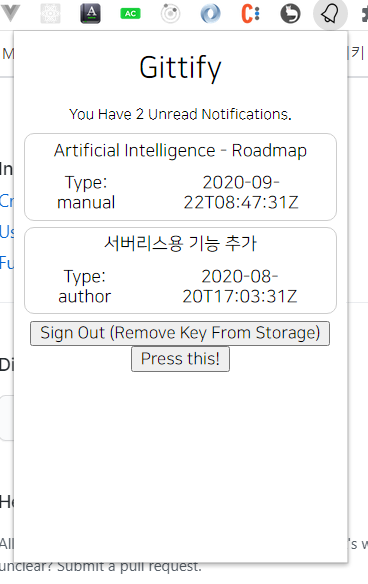 AC
M
키
Gittify
You Have 2 Unread Notifications.
In
Artificial Intelligence - Roadmap
Type: manual
2020-09-22T08:47:31Z
Cr
Us
Fu
서버리스용 기능 추가
Type: author
2020-08-20T17:03:31Z
Sign Out (Remove Key From Storage)
Press this!
Di
He
All
's w
unclear? Submit a pull request.